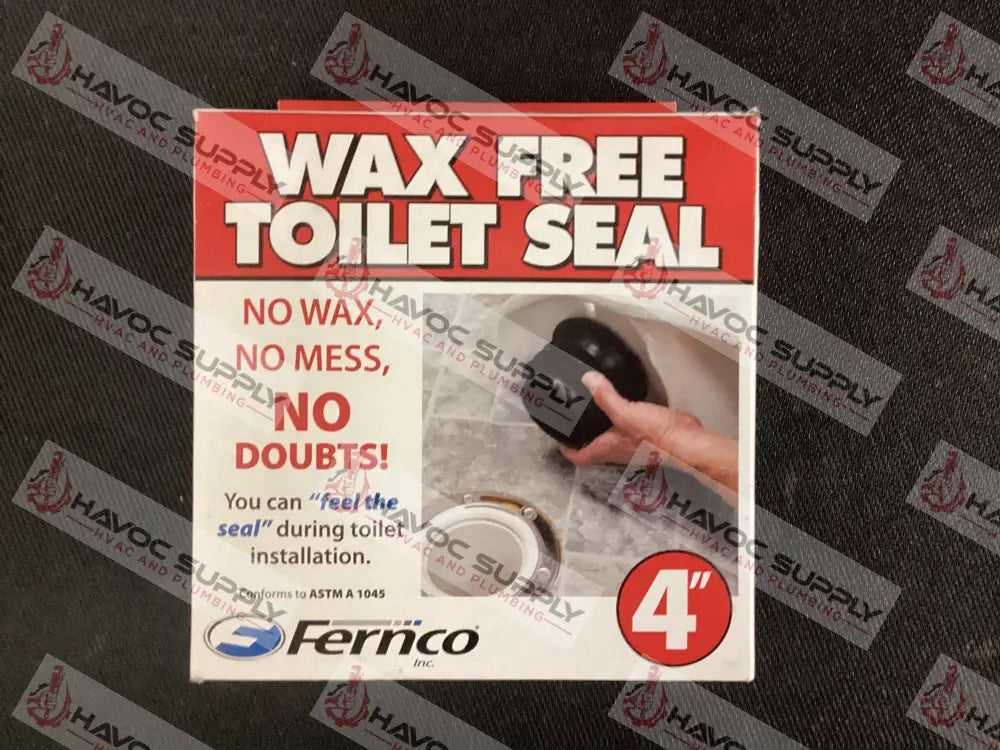 WAX FREE
TOILET SEAL
NO WAX,
NO MESS,
NO
DOUBTS!
You can "feel the
seal" during toilet
installation.
Conforms to ASTM A 1045
Fernco
Inc.
4"
HAVOC SUPPLY
HVAC AND PLUMBING